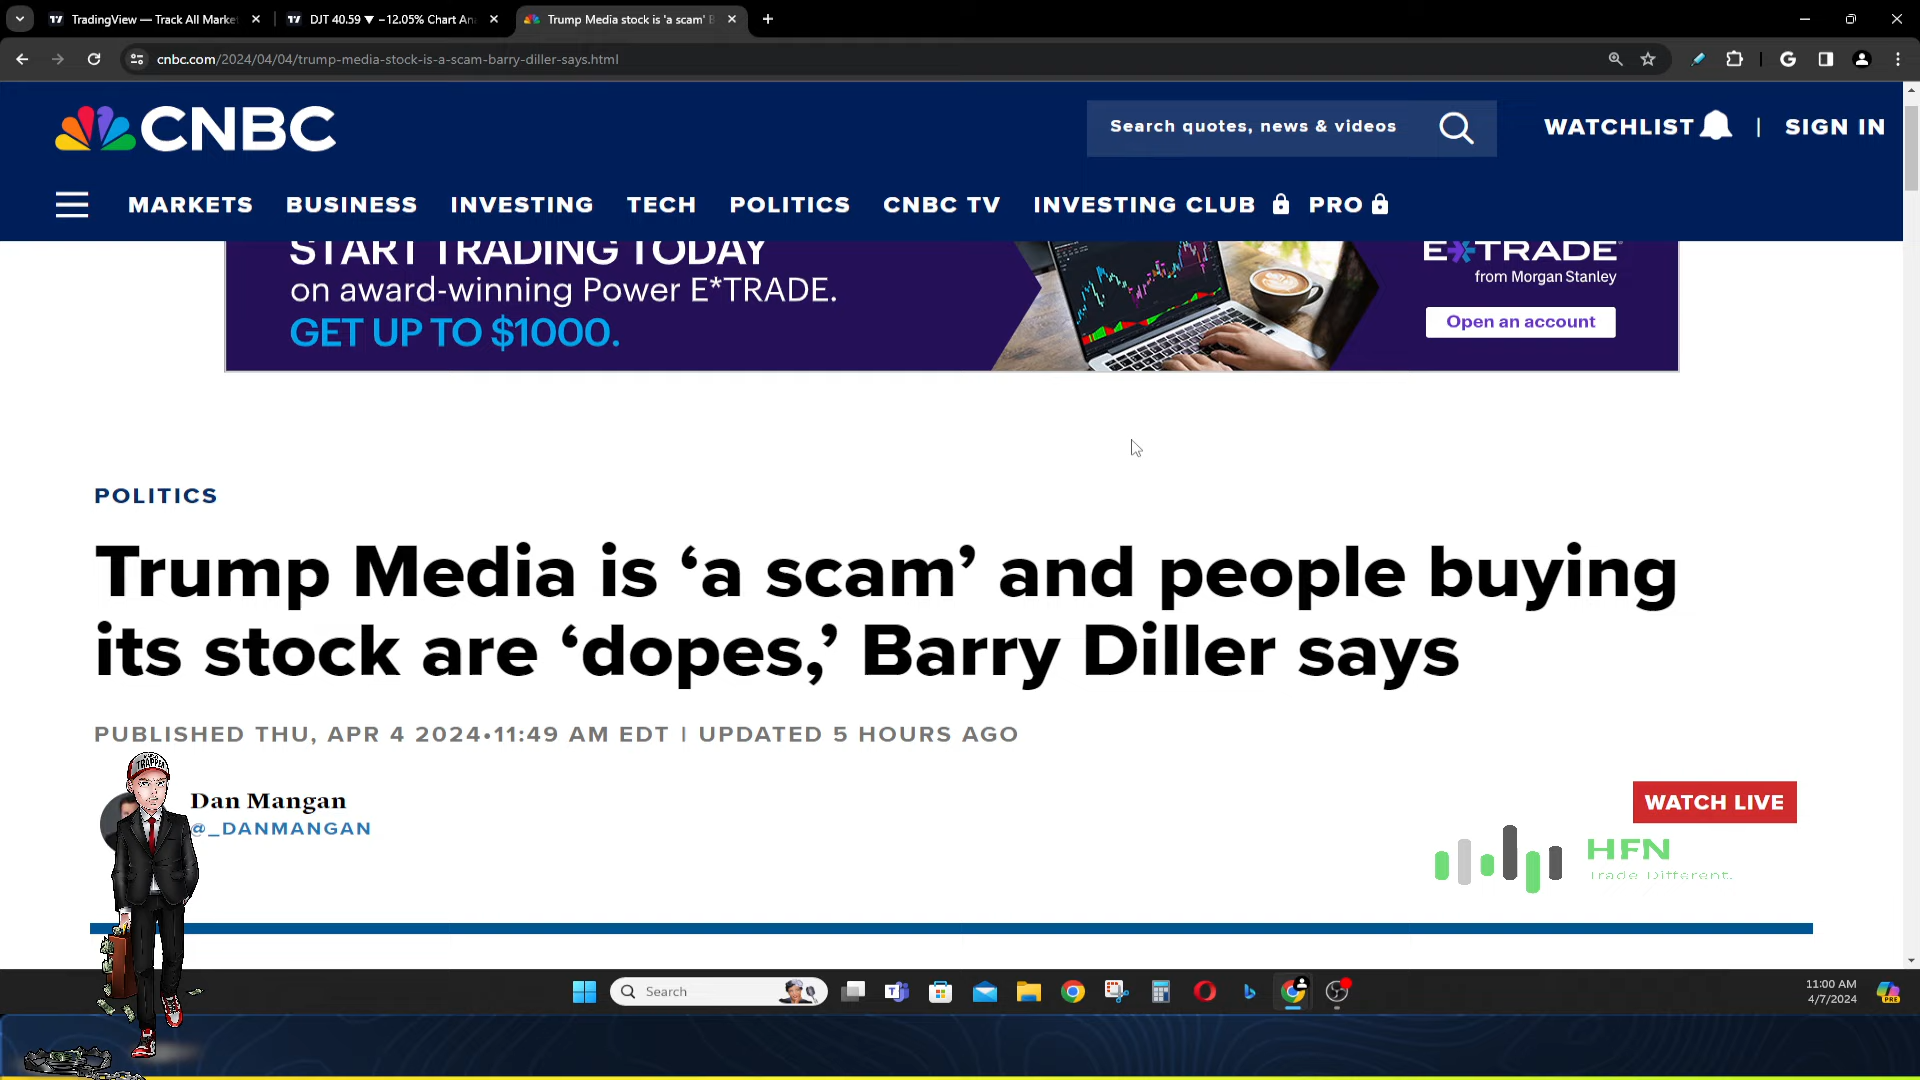 TradingView — Track All Marke
DJT 40.59 ▼ −12.05% Chart An
Trump Media stock is 'a scam'
cnbc.com/2024/04/04/trump-media-stock-is-a-scam-barry-diller-says.html
CNBC
Search quotes, news & videos
WATCHLIST | SIGN IN
MARKETS BUSINESS INVESTING TECH POLITICS CNBC TV INVESTING CLUB PRO
START TRADING TODAY
on award-winning Power E*TRADE.
GET UP TO $1000.
E*TRADE
from Morgan Stanley
Open an account
POLITICS
Trump Media is ‘a scam’ and people buying
its stock are ‘dopes,’ Barry Diller says
PUBLISHED THU, APR 4 2024•11:49 AM EDT | UPDATED 5 HOURS AGO
TRAPPER
Dan Mangan
@_DANMANGAN
WATCH LIVE
HFN
Trade Different.
Search
11:00 AM
4/7/2024
PRE